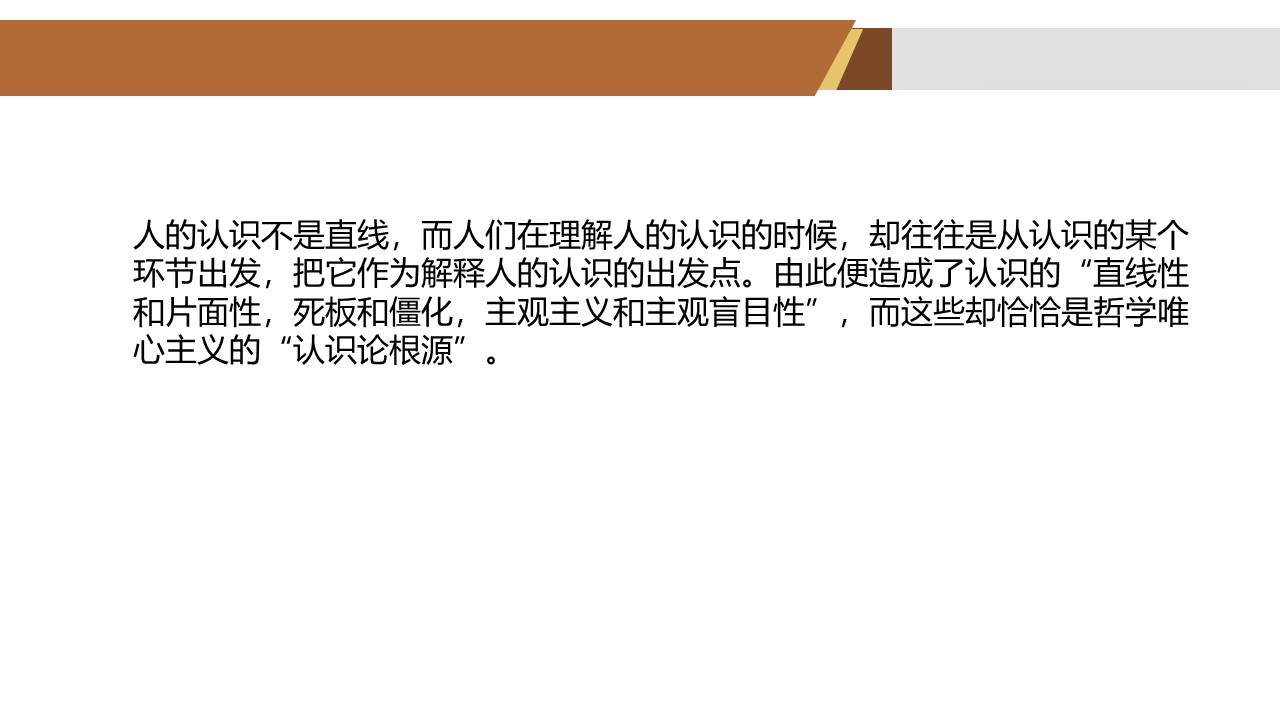 人的认识不是直线，而人们在理解人的认识的时候，却往往是从认识的某个
环节出发，把它作为解释人的认识的出发点。由此便造成了认识的“直线性
和片面性，死板和僵化，主观主义和主观盲目性”，而这些却恰恰是哲学唯
心主义的“认识论根源”。